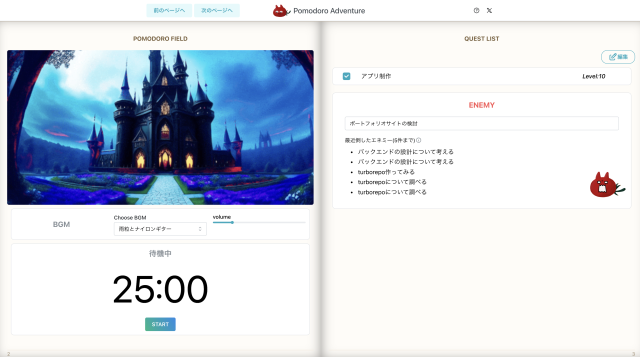 前のページへ
次のページへ
Pomodoro Adventure
POMODORO FIELD
BGM
Choose BGM
雨粒とナイロンギター
volume
待機中
25:00
START
QUEST LIST
編集
アプリ制作
Level:10
ENEMY
ポートフォリオサイトの検討
最近倒したエネミー(5件まで)
バックエンドの設計について考える
バックエンドの設計について考える
turborepo作ってみる
turborepoについて調べる
turborepoについて調べる